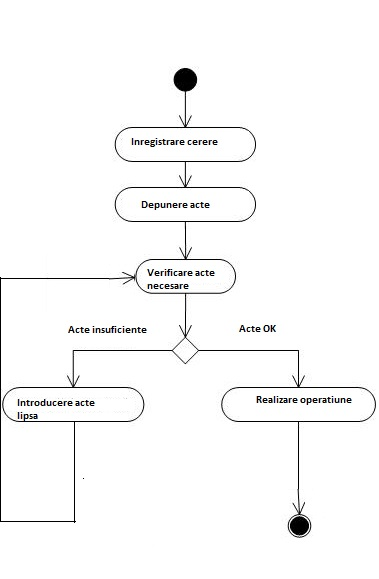 Inregistrare cerere
Depunere acte
Verificare acte
necesare
Acte insuficiente
Acte OK
Introducere acte
lipsa
Realizare operatiune